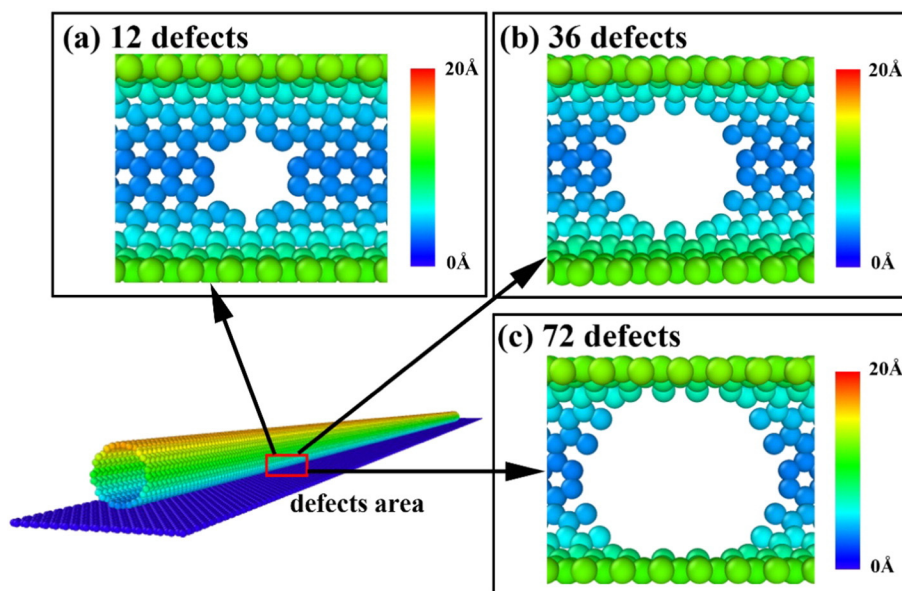 (a) 12 defects
20Å
0Å
(b) 36 defects
20Å
0Å
(c) 72 defects
20Å
0Å
defects area